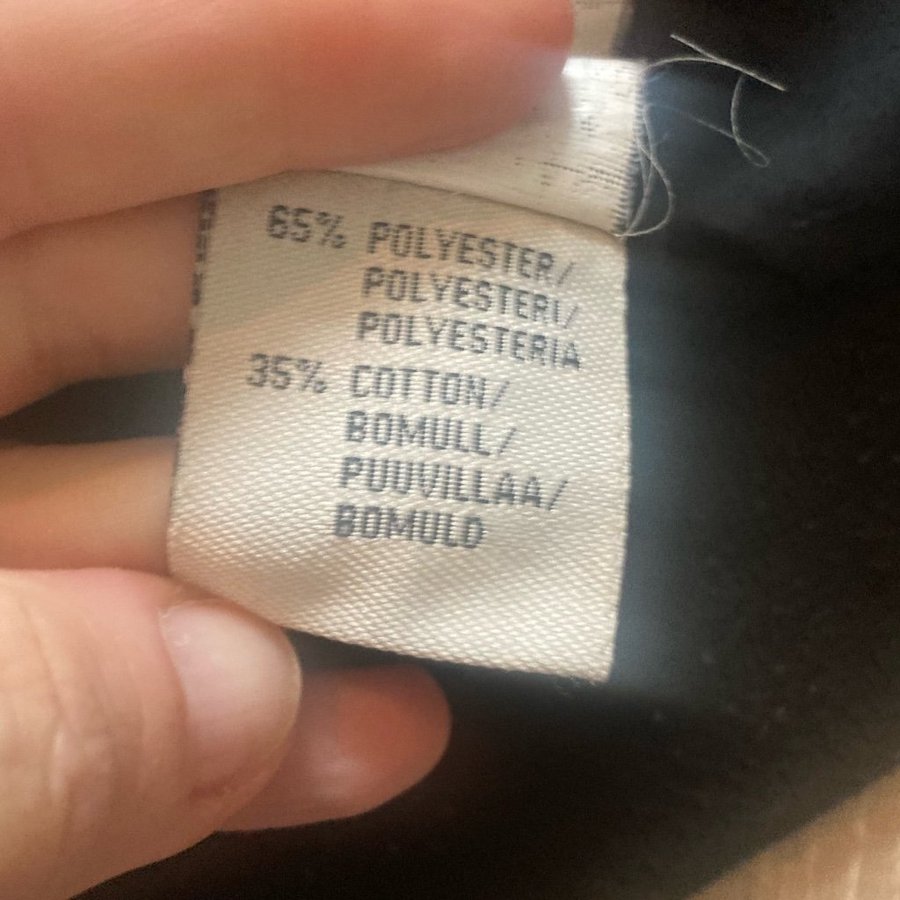 65% POLYESTER/
POLYESTERI/
POLYESTERIA
35% COTTON/
BOMULL/
PUUVILLAA/
BOMULD